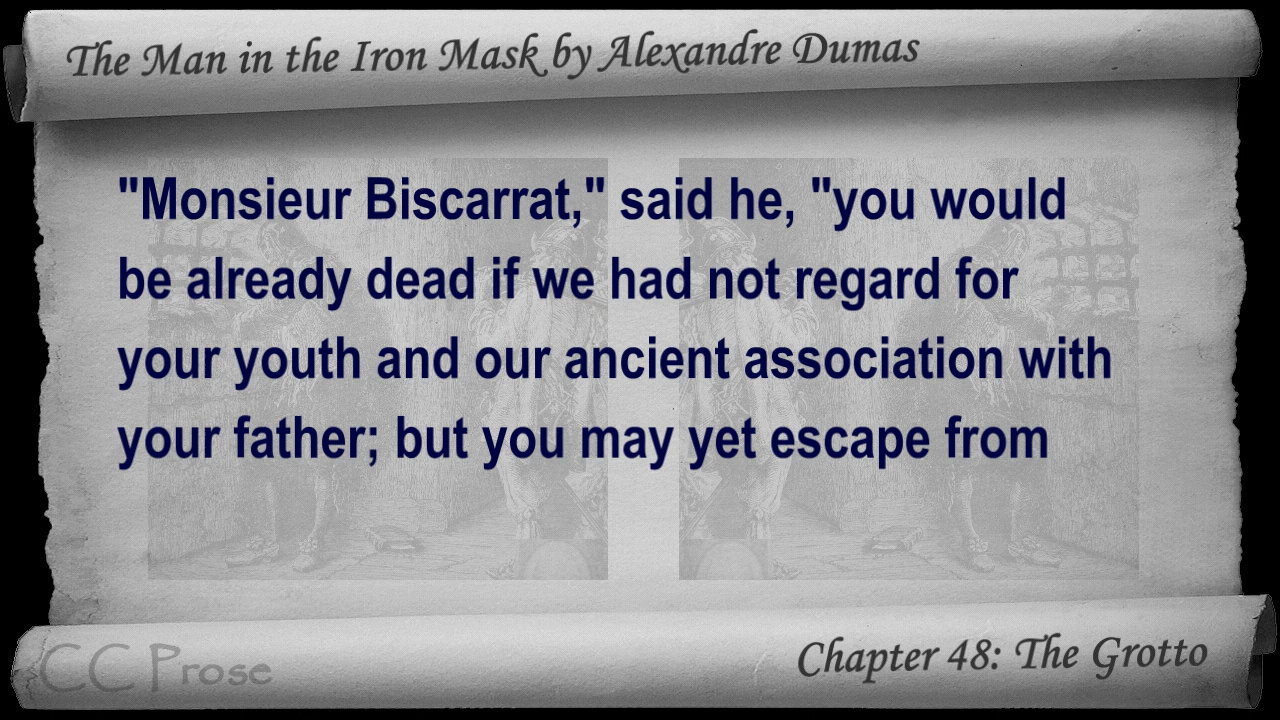 The Man in the Iron Mask by Alexandre Dumas
"Monsieur Biscarrat," said he, "you would
be already dead if we had not regard for
your youth and our ancient association with
your father; but you may yet escape from
CC Prose
Chapter 48: The Grotto